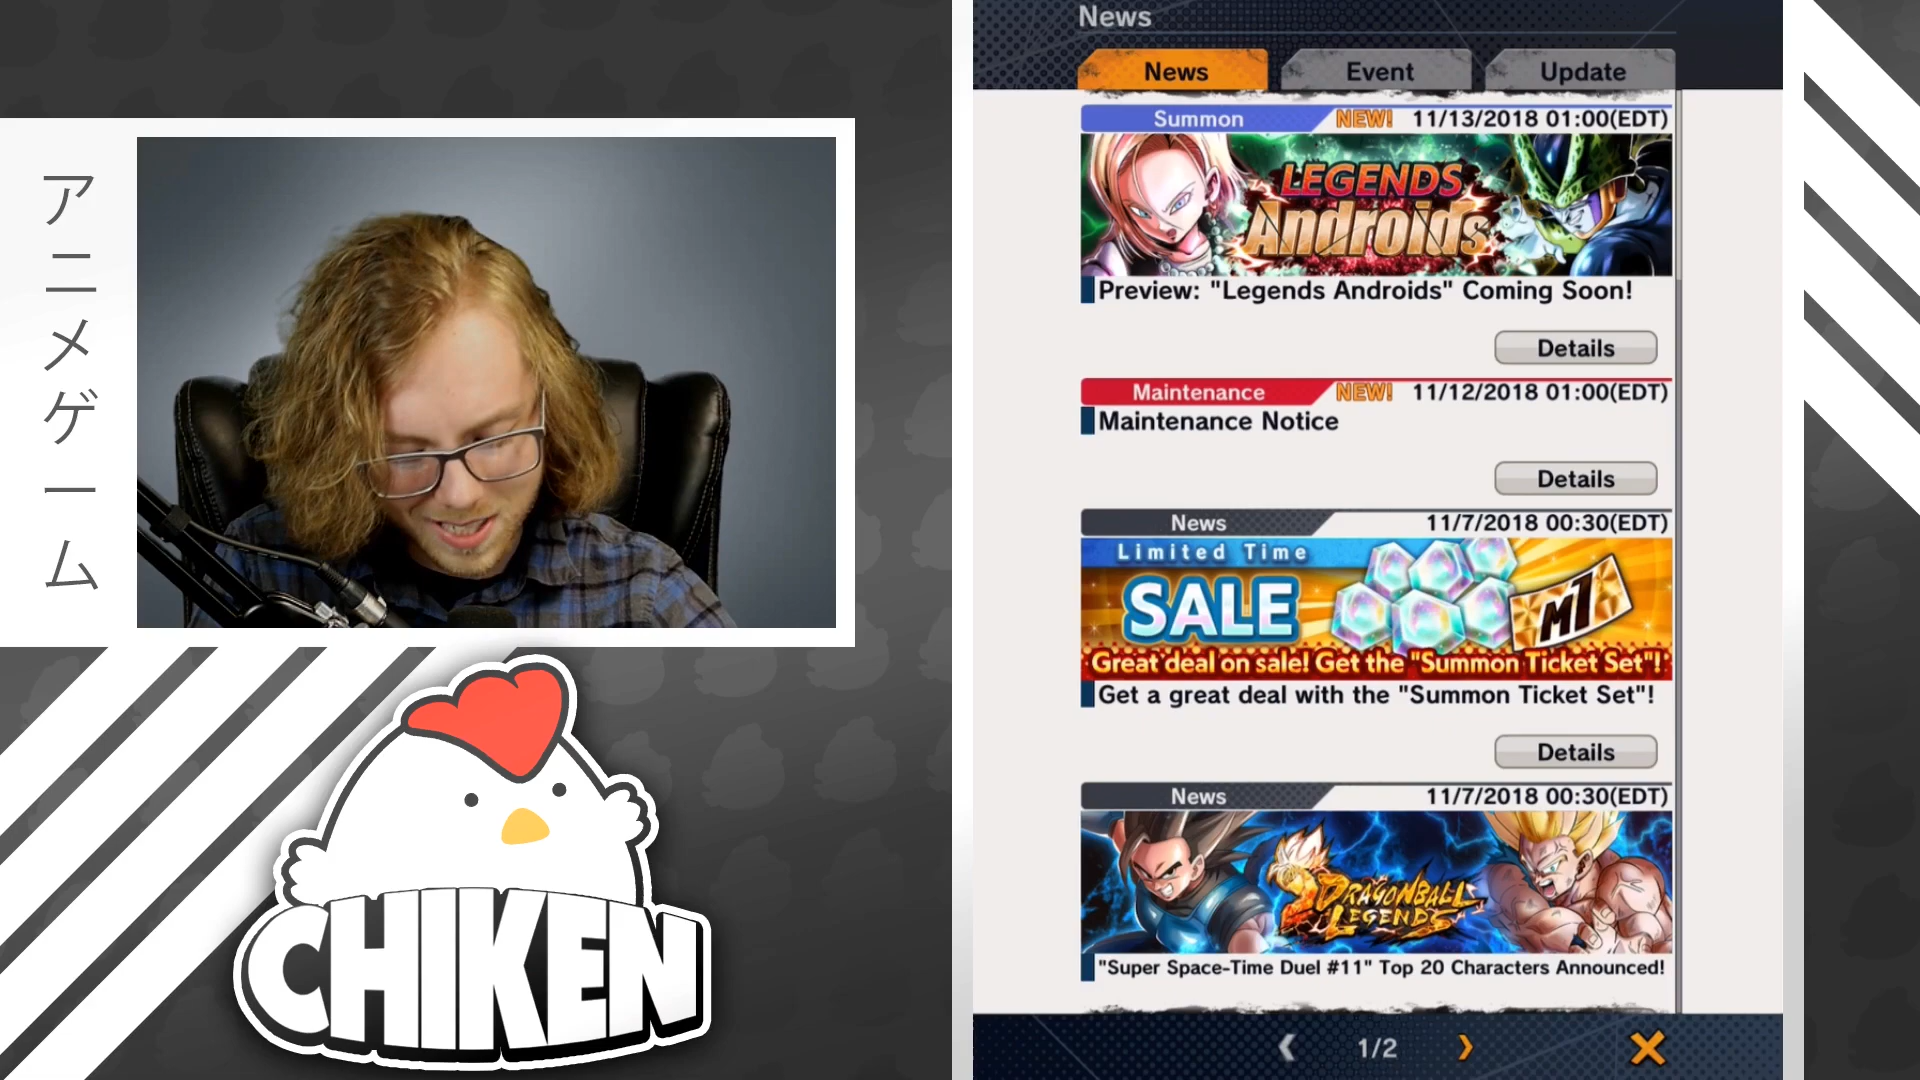 アニメゲーム
CHIKEN
News
News
Event
Update
Summon
NEW!
11/13/2018 01:00(EDT)
LEGENDS
Androids
Preview: "Legends Androids" Coming Soon!
Details
Maintenance
NEW!
11/12/2018 01:00(EDT)
Maintenance Notice
Details
News
11/7/2018 00:30(EDT)
Limited Time
SALE
M1
Great deal on sale! Get the "Summon Ticket Set"!
Get a great deal with the "Summon Ticket Set"!
Details
News
11/7/2018 00:30(EDT)
DRAGONBALL
LEGENDS
"Super Space-Time Duel #11" Top 20 Characters Announced!
1/2